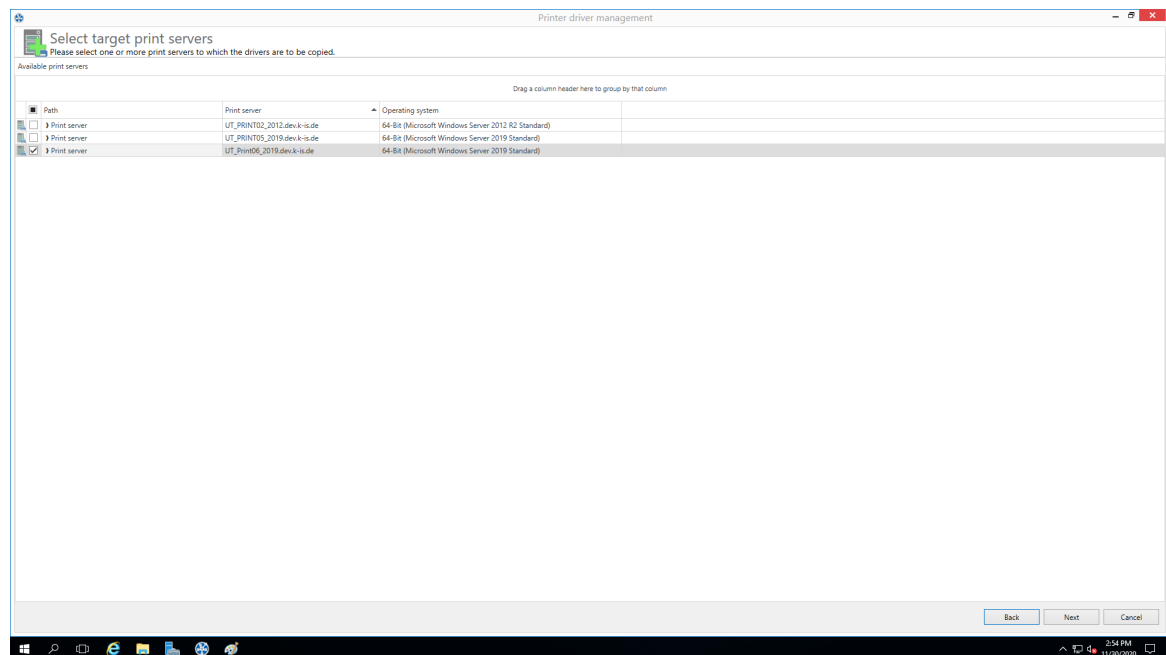 Printer driver management
Select target print servers
Please select one or more print servers to which the drivers are to be copied.
Available print servers
Drag a column header here to group by that column
Path Print server Operating system
Print server UT_PRINT02_2012.dev.k-is.de 64-Bit (Microsoft Windows Server 2012 R2 Standard)
Print server UT_PRINT05_2019.dev.k-is.de 64-Bit (Microsoft Windows Server 2019 Standard)
Print server UT_Print06_2019.dev.k-is.de 64-Bit (Microsoft Windows Server 2019 Standard)
Back Next Cancel
2:54 PM
11/30/2020